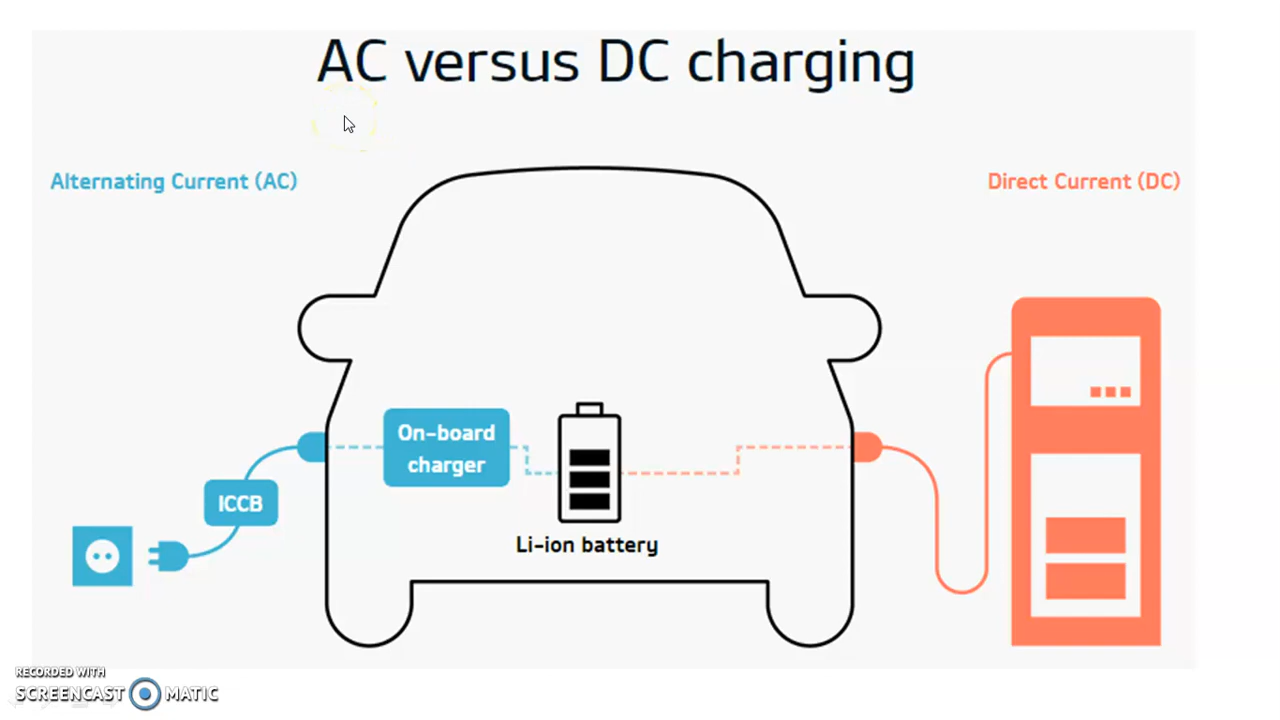 AC versus DC charging
Alternating Current (AC)
Direct Current (DC)
On-board
charger
ICCB
Li-ion battery
RECORDED WITH
SCREENCAST MATIC